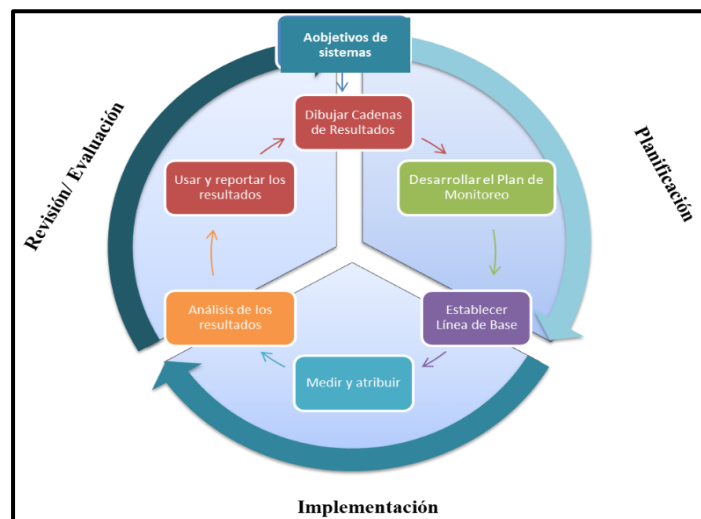 Aobjetivos de
sistemas
Dibujar Cadenas
de Resultados
Desarrollar el Plan de
Monitoreo
Establecer
Línea de Base
Medir y atribuir
Análisis de los
resultados
Usar y reportar los
resultados
Planificación
Implementación
Revisión/ Evaluación